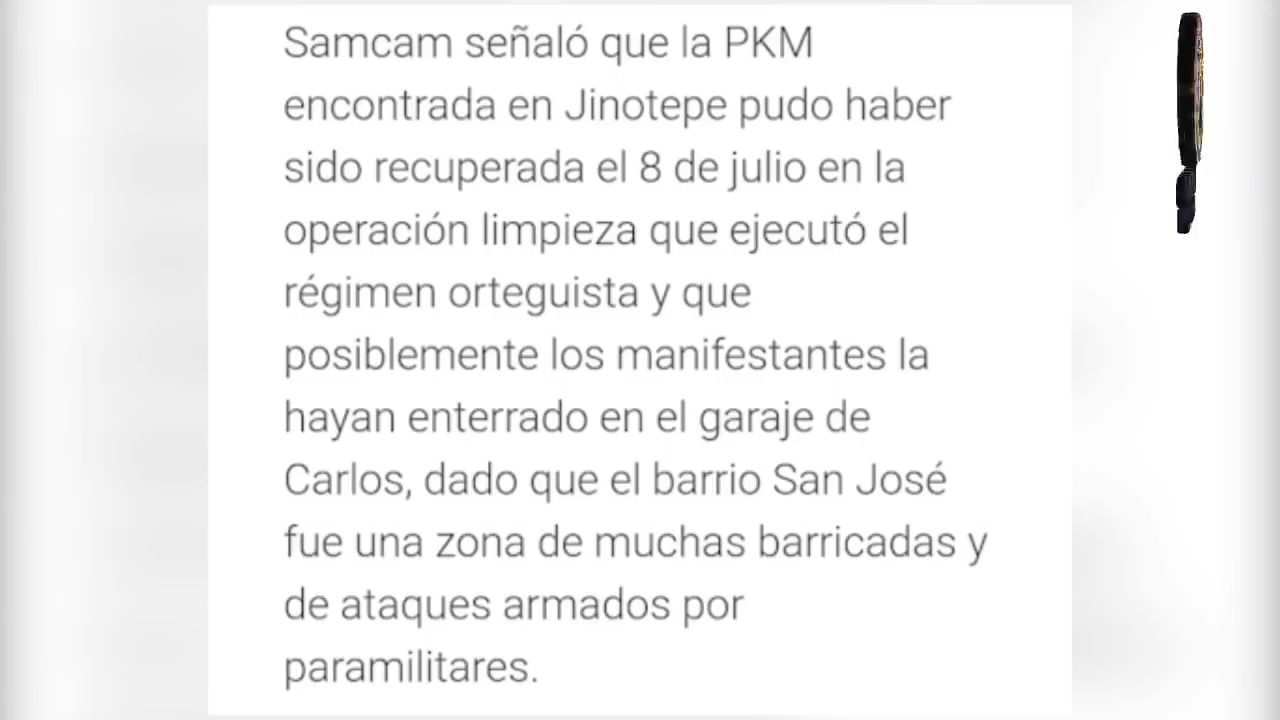 Samcam señaló que la PKM
encontrada en Jinotepe pudo haber
sido recuperada el 8 de julio en la
operación limpieza que ejecutó el
régimen orteguista y que
posiblemente los manifestantes la
hayan enterrado en el garaje de
Carlos, dado que el barrio San José
fue una zona de muchas barricadas y
de ataques armados por
paramilitares.